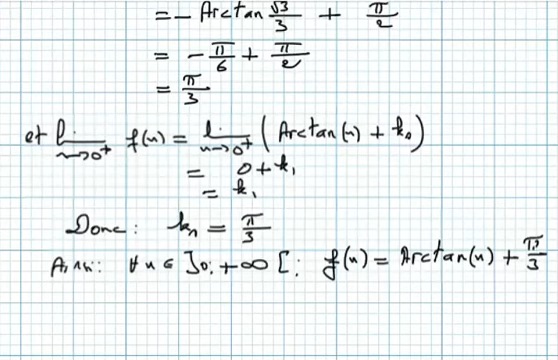 = - Arctan √3/3 + π/2
= - π/6 + π/2
= π/3
et lim x→0⁺ f(x) = lim x→0⁺ (Arctan(x) + k₁)
= 0 + k₁
= k₁
Donc: k₁ = π/3
Ainsi: ∀x ∈ ]0; +∞[; f(x) = Arctan(x) + π/3